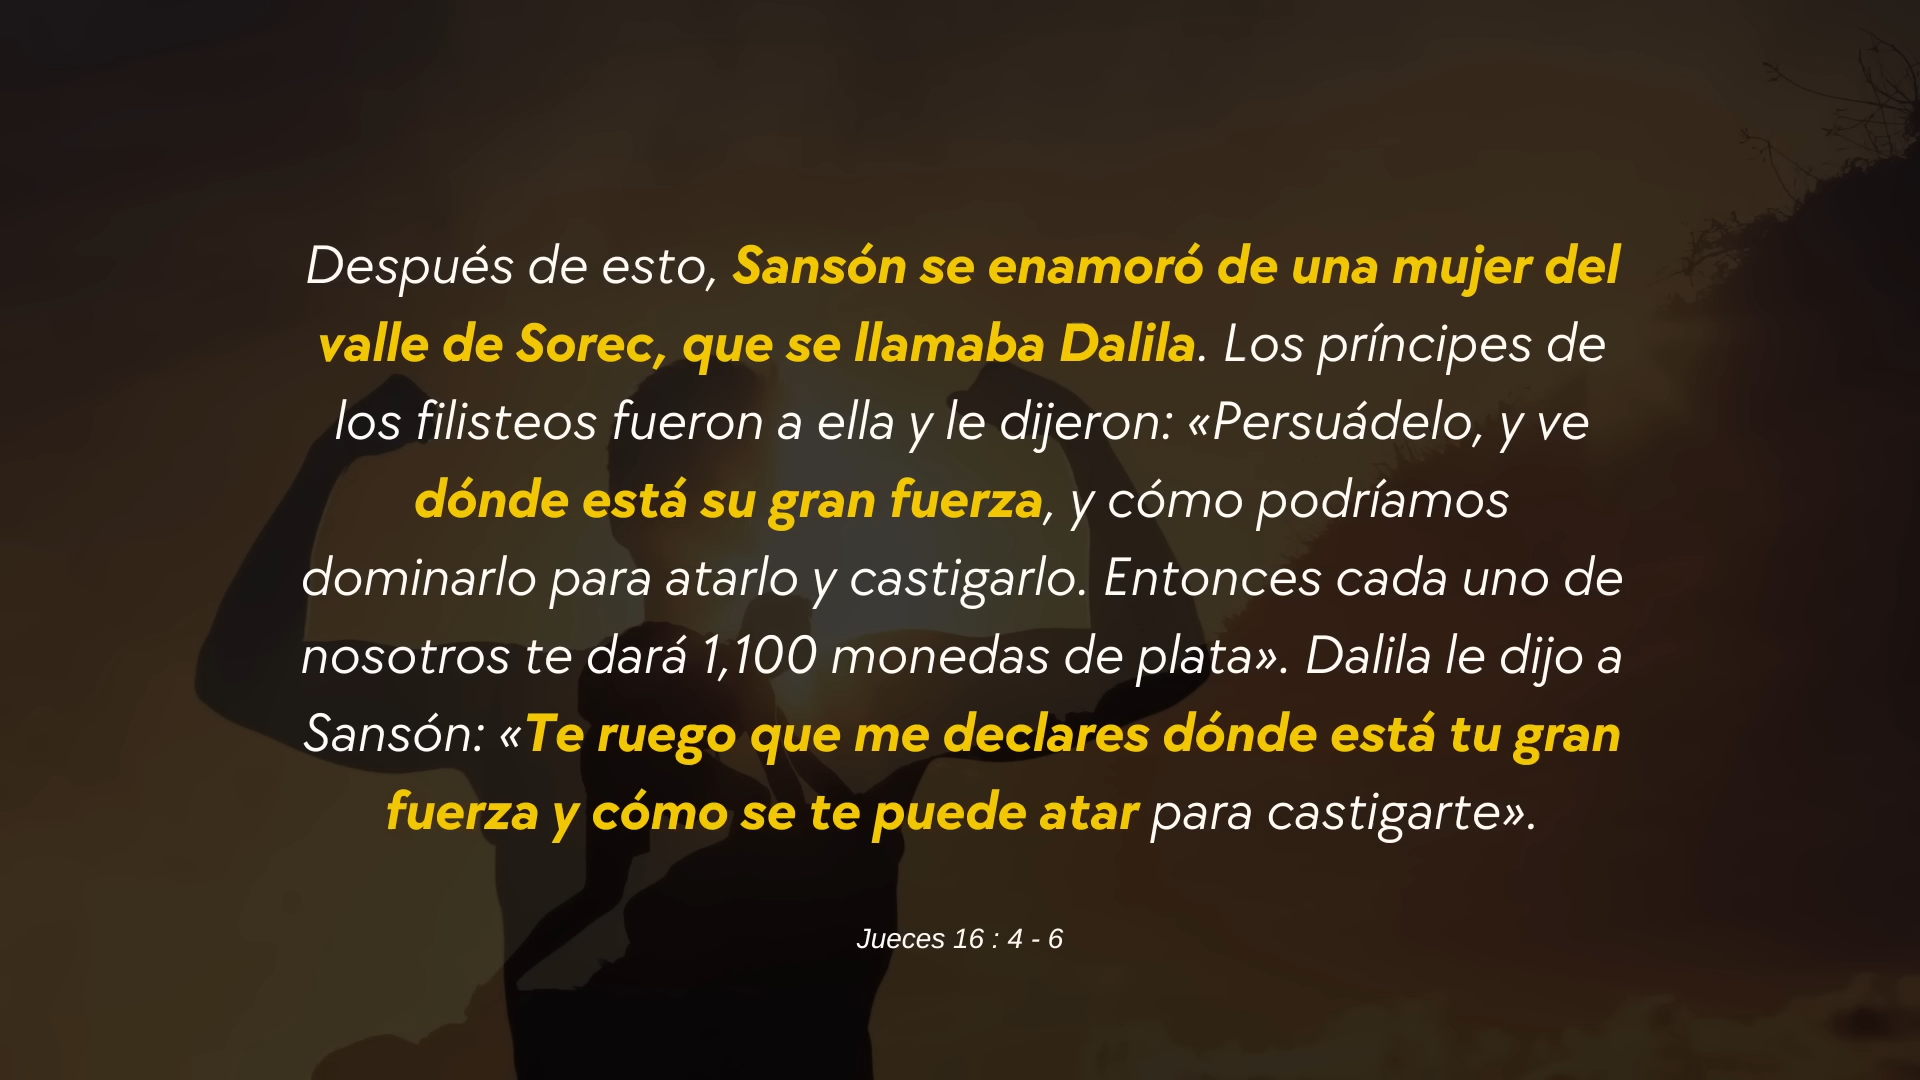 Después de esto, Sansón se enamoró de una mujer del
valle de Sorec, que se llamaba Dalila. Los príncipes de
los filisteos fueron a ella y le dijeron: «Persuádelo, y ve
dónde está su gran fuerza, y cómo podríamos
dominarlo para atarlo y castigarlo. Entonces cada uno de
nosotros te dará 1,100 monedas de plata». Dalila le dijo a
Sansón: «Te ruego que me declares dónde está tu gran
fuerza y cómo se te puede atar para castigarte».
Jueces 16 : 4 - 6